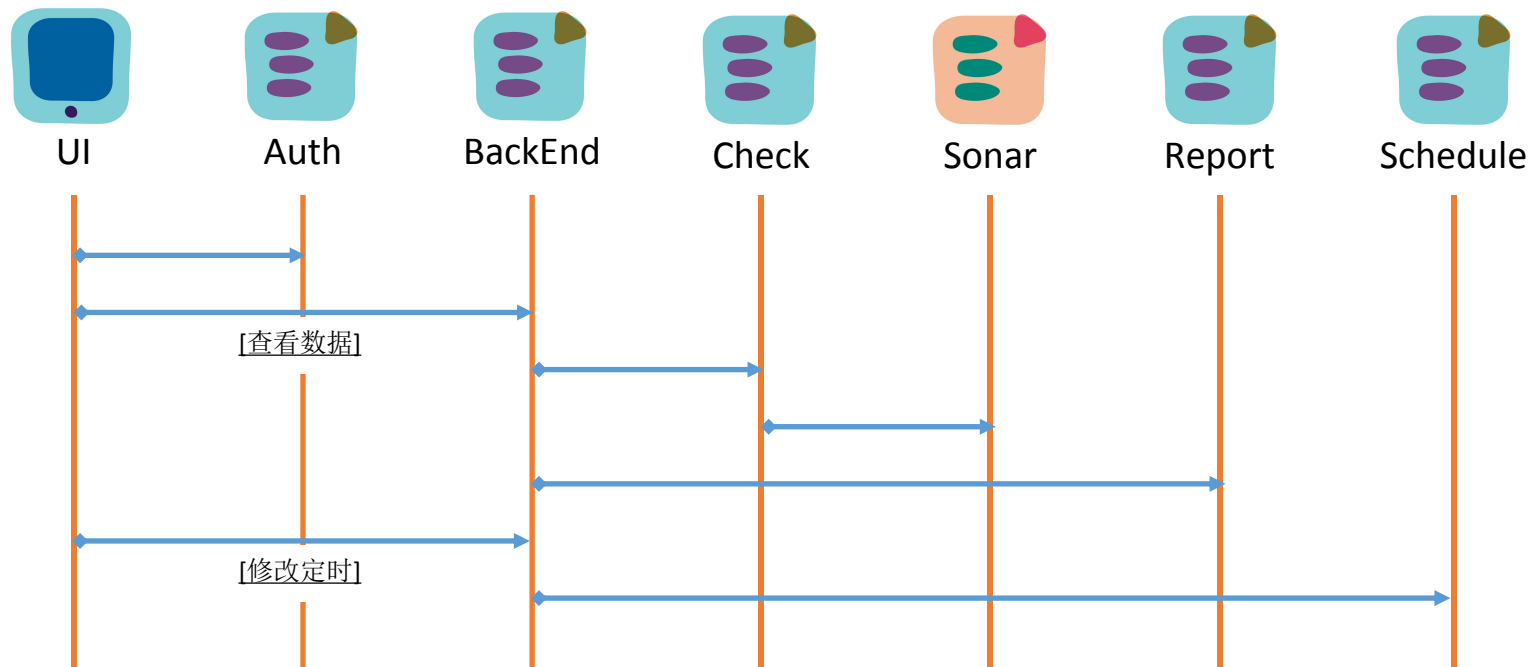 UI
Auth
BackEnd
Check
Sonar
Report
Schedule
[查看数据]
[修改定时]